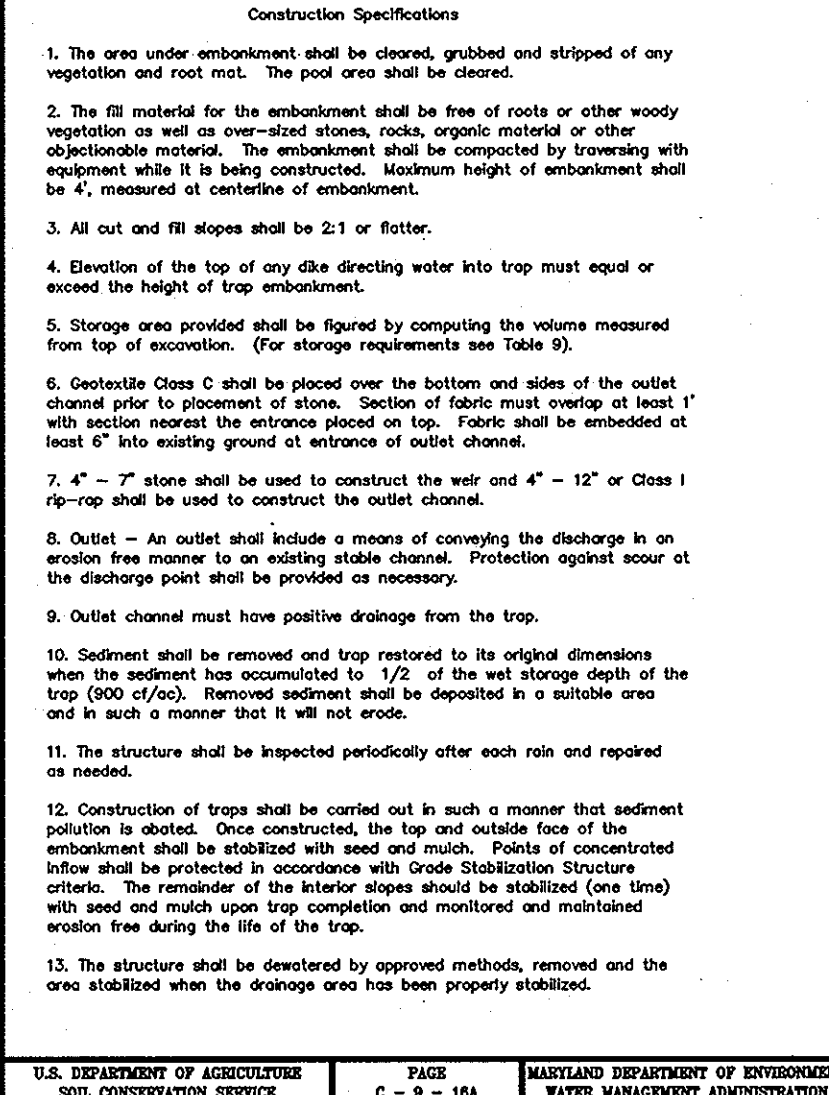 Construction Specifications
1. The area under embankment shall be cleared, grubbed and stripped of any
vegetation and root mat. The pool area shall be cleared.
2. The fill material for the embankment shall be free of roots or other woody
vegetation as well as over-sized stones, rocks, organic material or other
objectionable material. The embankment shall be compacted by traversing with
equipment while it is being constructed. Maximum height of embankment shall
be 4', measured at centerline of embankment.
3. All cut and fill slopes shall be 2:1 or flatter.
4. Elevation of the top of any dike directing water into trap must equal or
exceed the height of trap embankment.
5. Storage area provided shall be figured by computing the volume measured
from top of excavation. (For storage requirements see Table 9).
6. Geotextile Class C shall be placed over the bottom and sides of the outlet
channel prior to placement of stone. Section of fabric must overlap at least 1'
with section nearest the entrance placed on top. Fabric shall be embedded at
least 6" into existing ground at entrance of outlet channel.
7. 4" - 7" stone shall be used to construct the weir and 4" - 12" or Class I
rip-rap shall be used to construct the outlet channel.
8. Outlet - An outlet shall include a means of conveying the discharge in an
erosion free manner to an existing stable channel. Protection against scour at
the discharge point shall be provided as necessary.
9. Outlet channel must have positive drainage from the trap.
10. Sediment shall be removed and trap restored to its original dimensions
when the sediment has accumulated to 1/2 of the wet storage depth of the
trap (900 cf/ac). Removed sediment shall be deposited in a suitable area
and in such a manner that it will not erode.
11. The structure shall be inspected periodically after each rain and repaired
as needed.
12. Construction of traps shall be carried out in such a manner that sediment
pollution is abated. Once constructed, the top and outside face of the
embankment shall be stabilized with seed and mulch. Points of concentrated
inflow shall be protected in accordance with Grade Stabilization Structure
criteria. The remainder of the interior slopes should be stabilized (one time)
with seed and mulch upon trap completion and monitored and maintained
erosion free during the life of the trap.
13. The structure shall be dewatered by approved methods, removed and the
area stabilized when the drainage area has been properly stabilized.
U.S. DEPARTMENT OF AGRICULTURE PAGE MARYLAND DEPARTMENT OF ENVIRONME
SOIL CONSERVATION SERVICE C - 9 - 16A WATER MANAGEMENT ADMINISTRATION